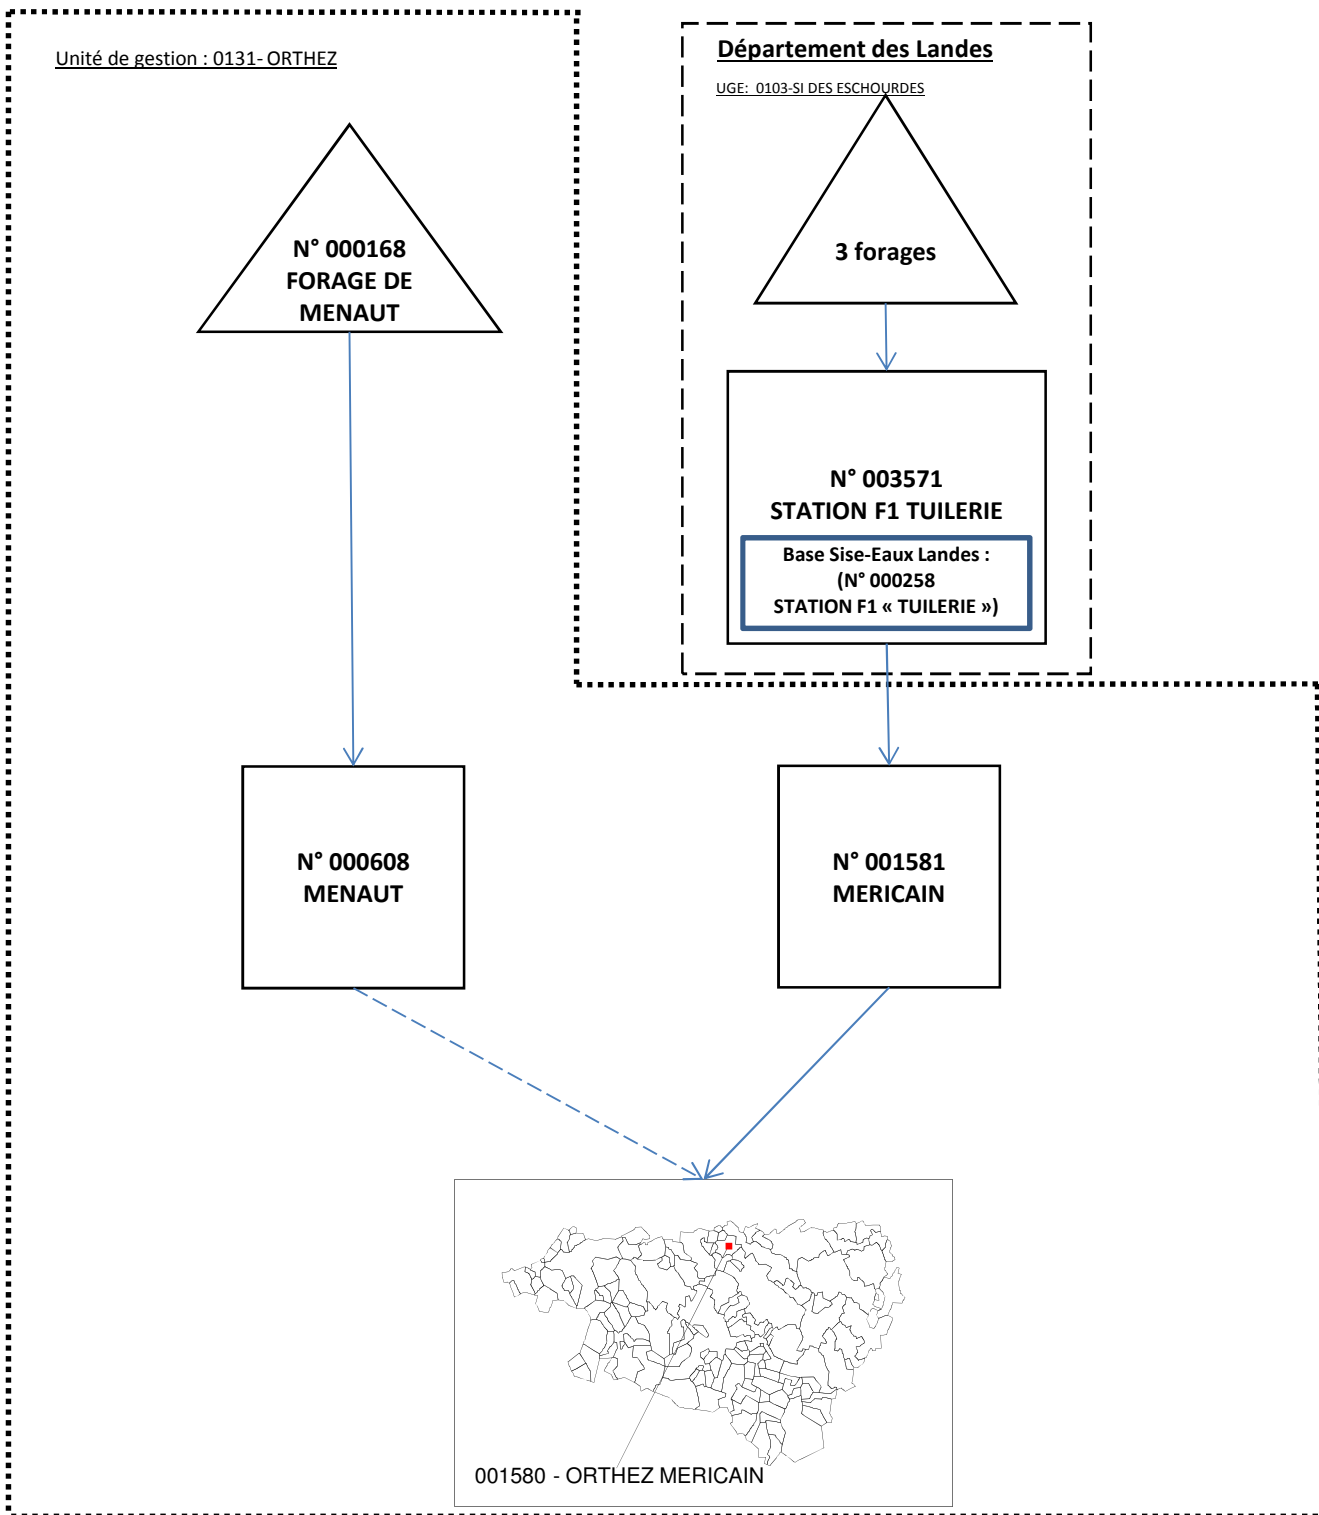 Unité de gestion : 0131- ORTHEZ
Département des Landes
UGE:  0103-SI DES ESCHOURDES
N° 000168
FORAGE DE
MENAUT
3 forages
N° 003571
STATION F1 TUILERIE
Base Sise-Eaux Landes :
(N° 000258
STATION F1 « TUILERIE »)
N° 000608
MENAUT
N° 001581
MERICAIN
001580 - ORTHEZ MERICAIN